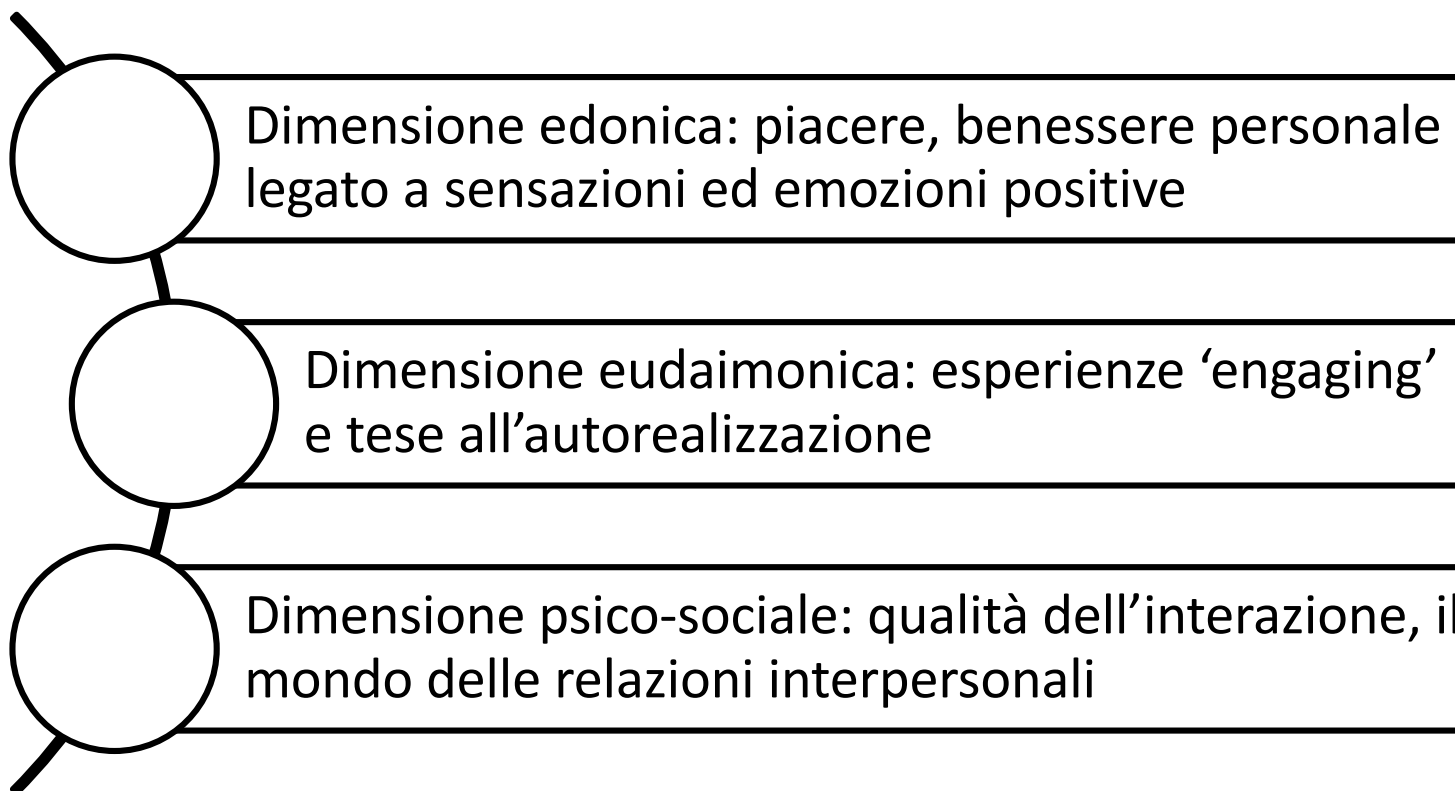 Dimensione edonica: piacere, benessere personale
legato a sensazioni ed emozioni positive
Dimensione eudaimonica: esperienze ‘engaging’
e tese all’autorealizzazione
Dimensione psico-sociale: qualità dell’interazione, il
mondo delle relazioni interpersonali